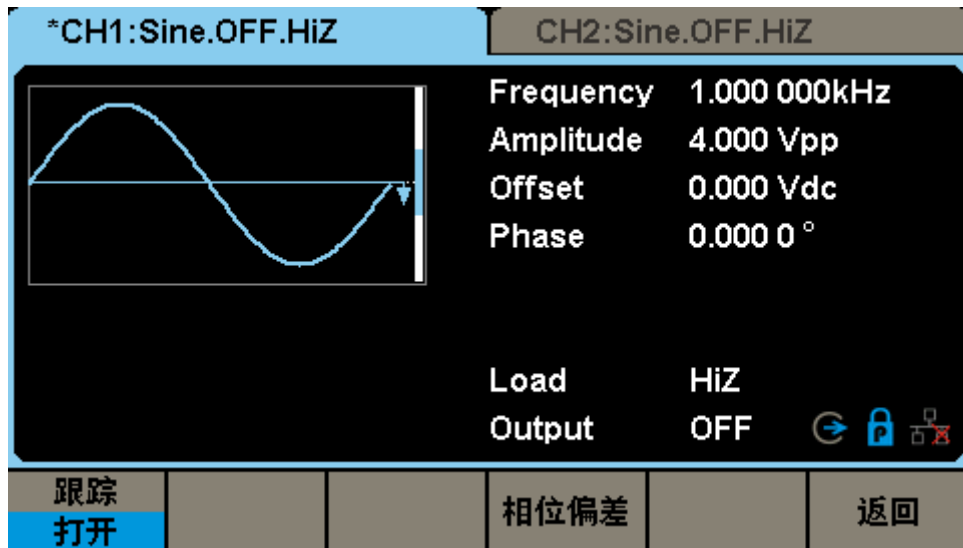 *CH1:Sine.OFF.HiZ
CH2:Sine.OFF.HiZ
Frequency 1.000 000kHz
Amplitude 4.000 Vpp
Offset 0.000 Vdc
Phase 0.000 0 °
Load HiZ
Output OFF
P
跟踪
打开
相位偏差
返回